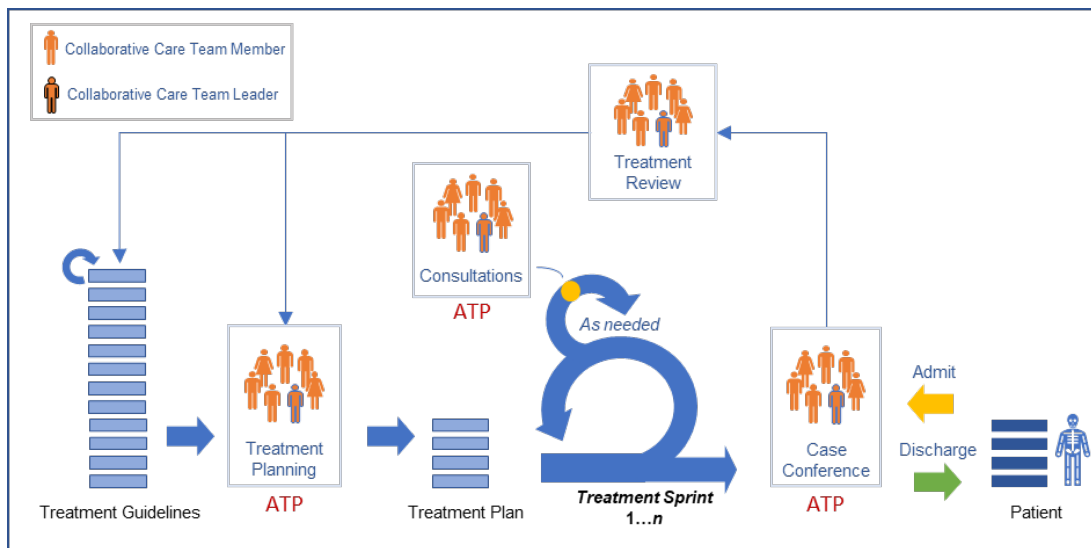 Collaborative Care Team Member
Collaborative Care Team Leader
Treatment
Review
Consultations
ATP
As needed
Admit
Treatment
Planning
ATP
Case
Conference
ATP
Discharge
Treatment Guidelines
Treatment Plan
Treatment Sprint
1...n
Patient